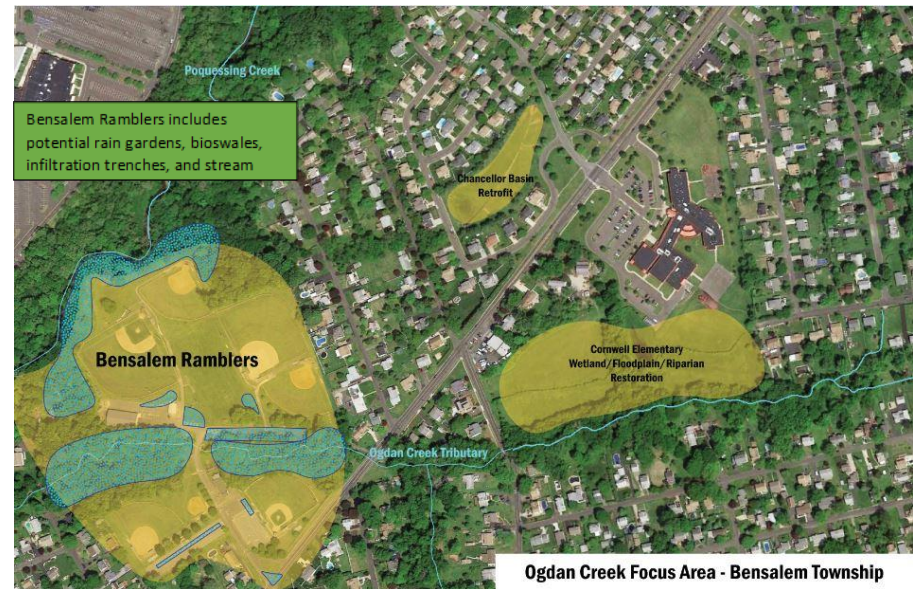 Poquessing Creek
Bensalem Ramblers includes
potential rain gardens, bioswales,
infiltration trenches, and stream
Chancellor Basin
Retrofit
Bensalem Ramblers
Cornwell Elementary
Wetland/Floodplain/Riparian
Restoration
Ogdan Creek Tributary
Ogdan Creek Focus Area - Bensalem Township